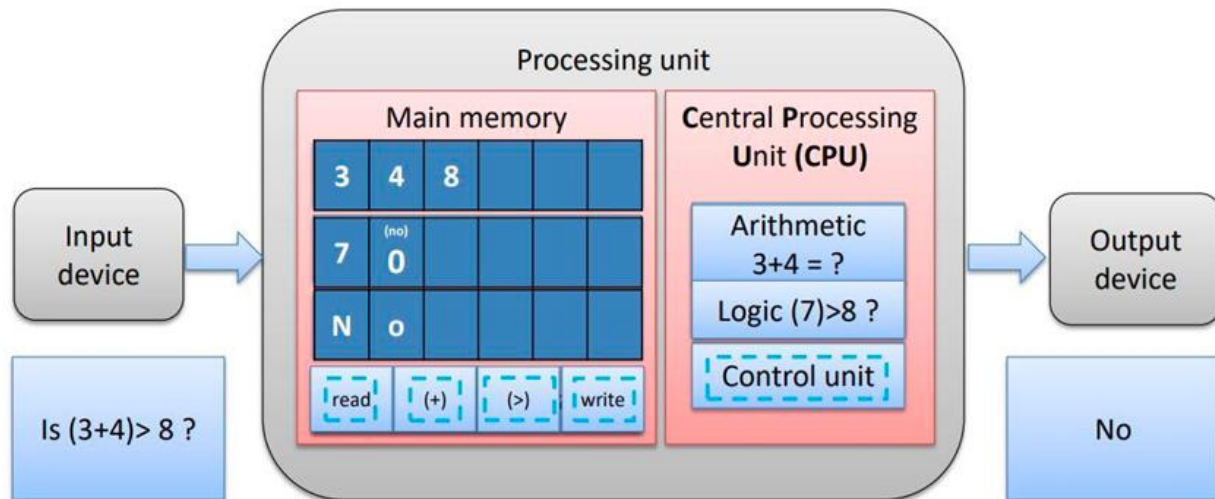 Processing unit
Main memory
3 4 8
(no)
7 0
N o
read (+) (>) write
Central Processing
Unit (CPU)
Arithmetic
3+4 = ?
Logic (7)>8 ?
Control unit
Input
device
Is (3+4)> 8 ?
Output
device
No